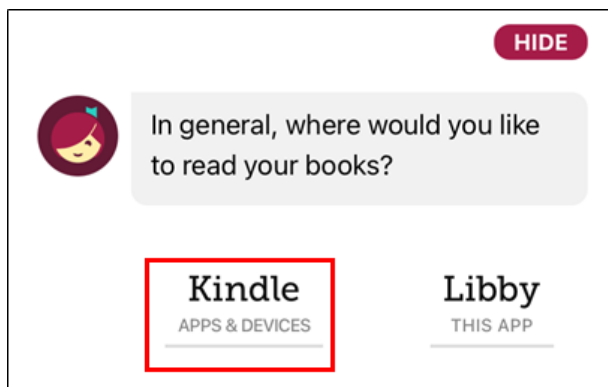 HIDE
In general, where would you like
to read your books?
Kindle
APPS & DEVICES
Libby
THIS APP